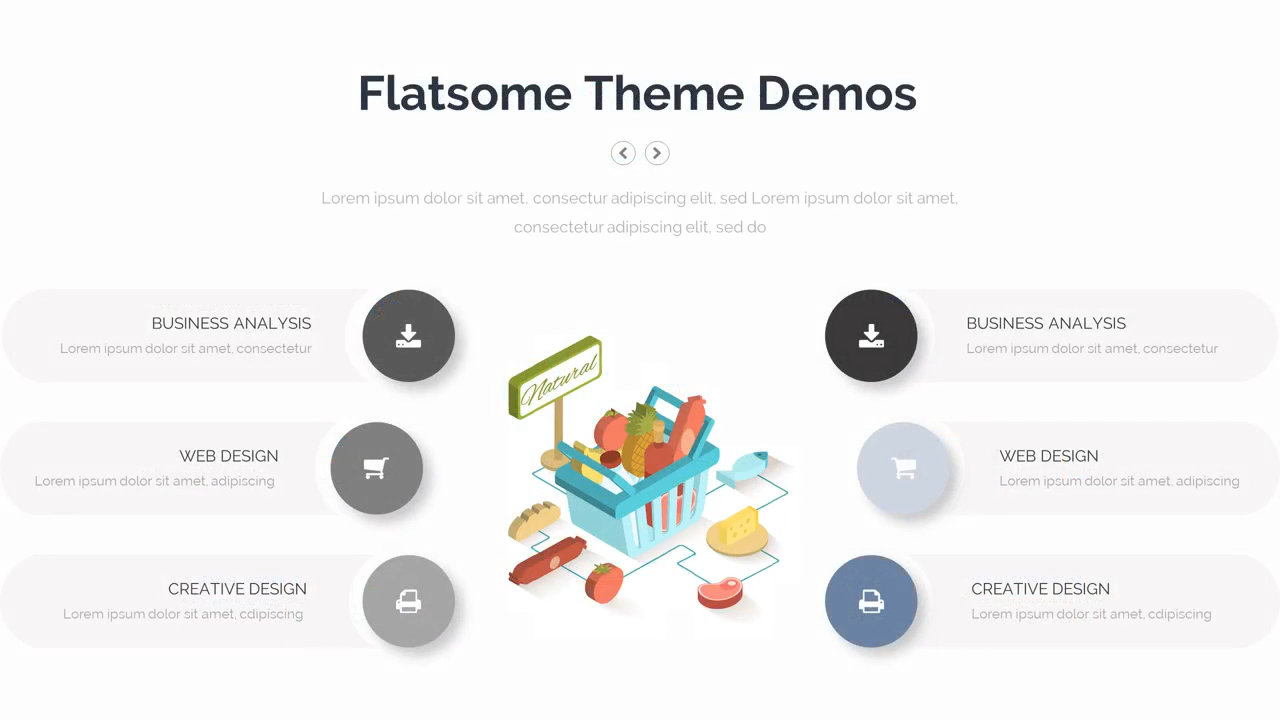 Flatsome Theme Demos
Lorem ipsum dolor sit amet, consectur adipiscing elit, sed Lorem ipsum dolor sit amet,
consectetur adipiscing elit, sed do
BUSINESS ANALYSIS
Lorem ipsum dolor sit amet, consectetur
WEB DESIGN
Lorem ipsum dolor sit amet, adipiscing
CREATIVE DESIGN
Lorem ipsum dolor sit amet, cdipiscing
Natural
BUSINESS ANALYSIS
Lorem ipsum dolor sit amet, consectetur
WEB DESIGN
Lorem ipsum dolor sit amet, adipiscing
CREATIVE DESIGN
Lorem ipsum dolor sit amet, cdipiscing